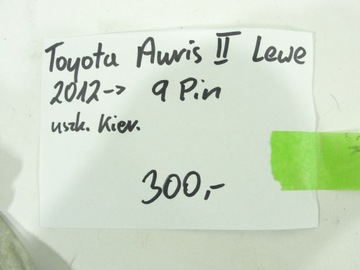 Toyota Auris II Lewe
2012-> 9 Pin
uszk. Kier.
300,-